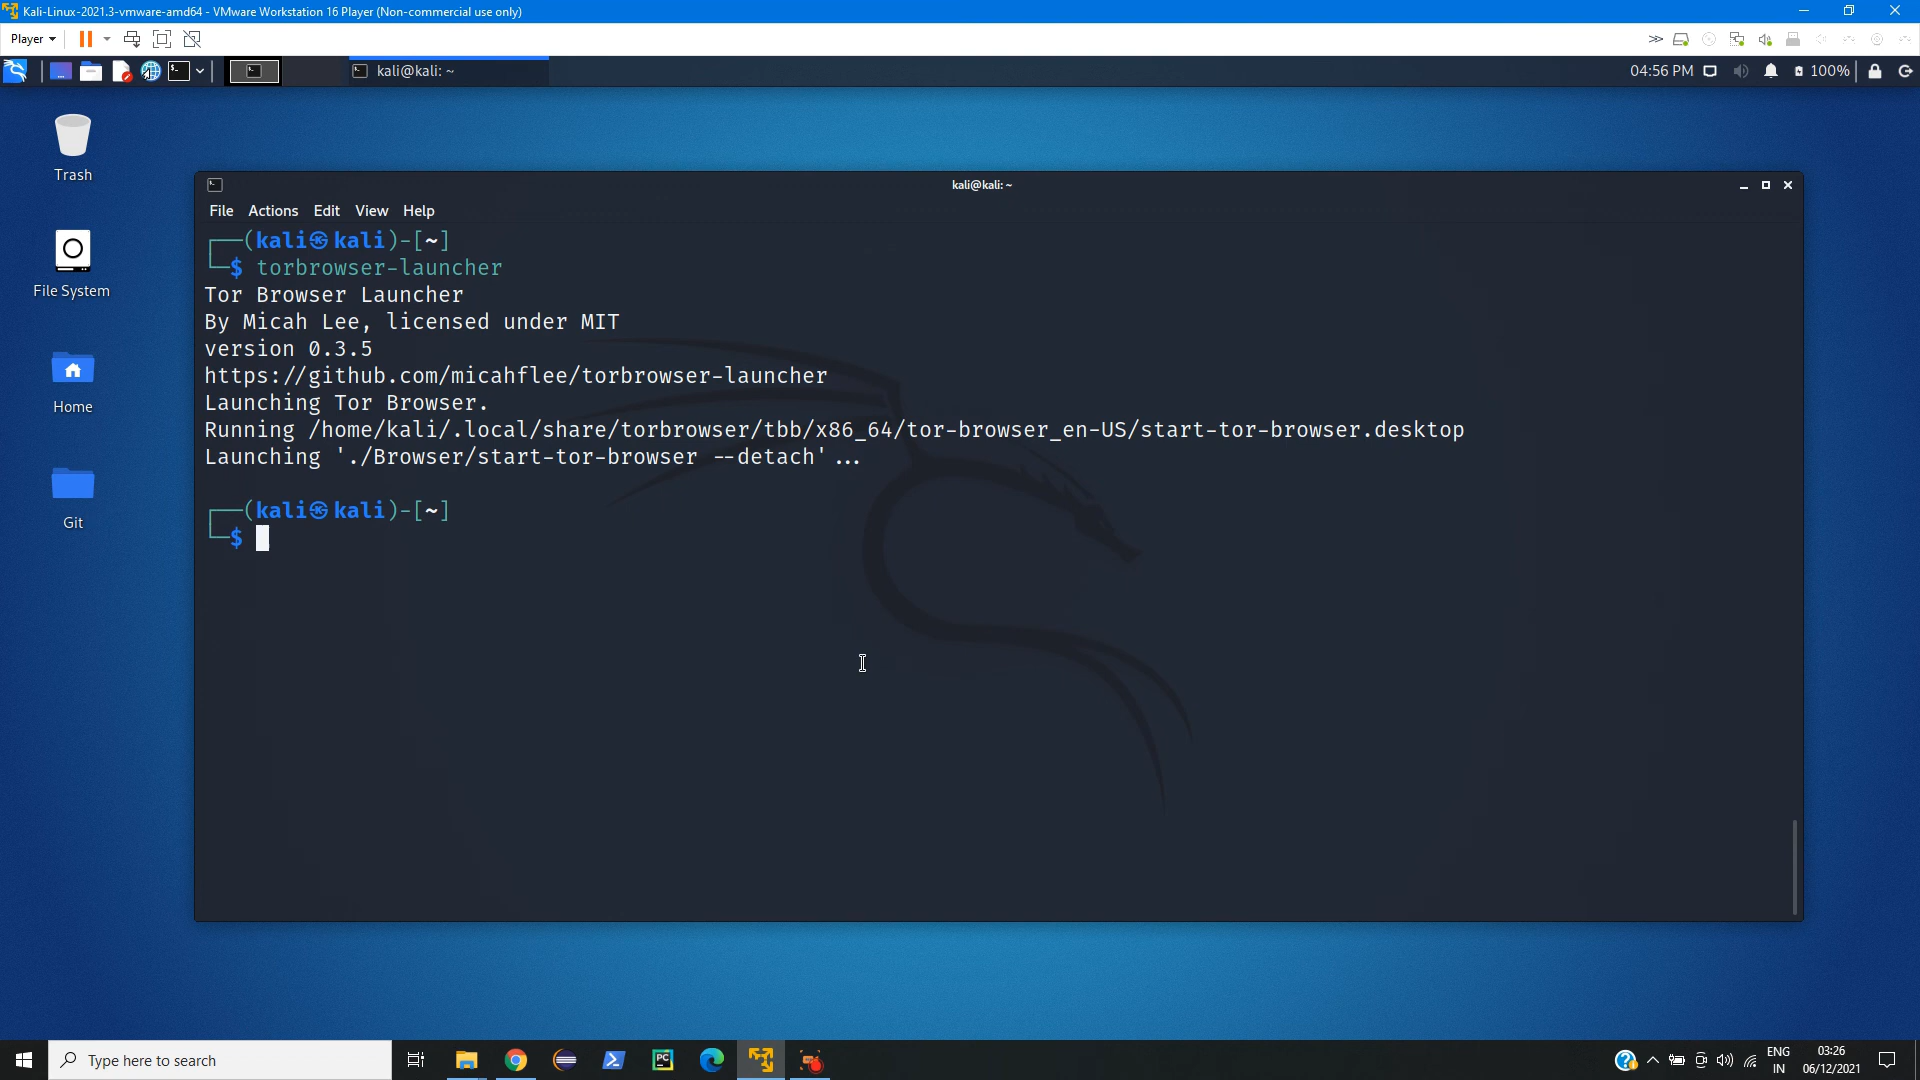 Kali-Linux-2021.3-vmware-amd64 - VMware Workstation 16 Player (Non-commercial use only)
Player
kali@kali: ~
04:56 PM
100%
Trash
File System
Home
Git
kali@kali: ~
File Actions Edit View Help
┌──(kali㉿kali)-[~]
└─$ torbrowser-launcher
Tor Browser Launcher
By Micah Lee, licensed under MIT
version 0.3.5
https://github.com/micahflee/torbrowser-launcher
Launching Tor Browser.
Running /home/kali/.local/share/torbrowser/tbb/x86_64/tor-browser_en-US/start-tor-browser.desktop
Launching './Browser/start-tor-browser --detach'...
┌──(kali㉿kali)-[~]
└─$
Type here to search
PC
ENG
IN
03:26
06/12/2021